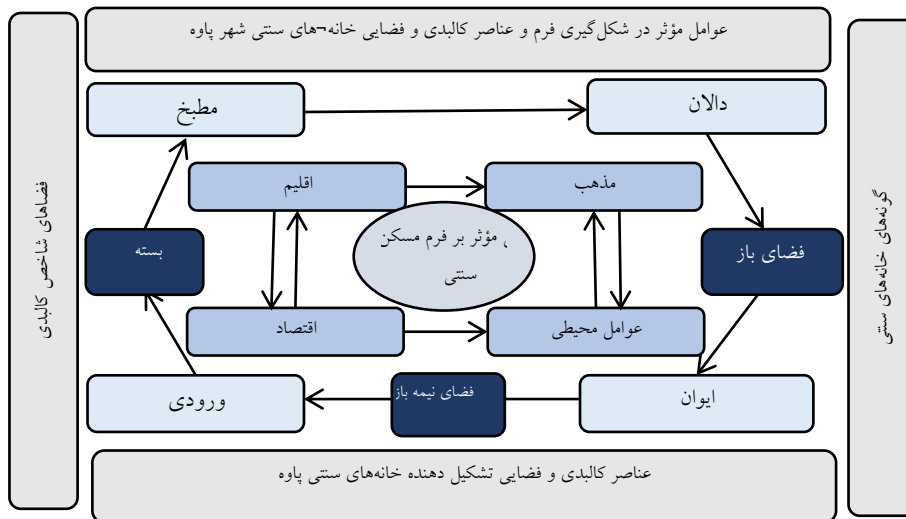 عوامل مؤثر در شکل‌گیری فرم و عناصر کالبدی و فضایی خانه¬های سنتی شهر پاوه
گونه‌های خانه‌های سنتی
فضاهای شاخص کالبدی
دالان
مطبخ
مذهب
اقلیم
مؤثر بر فرم مسکن
سنتی
فضای باز
بسته
عوامل محیطی
اقتصاد
ایوان
فضای نیمه باز
ورودی
عناصر کالبدی و فضایی تشکیل دهنده خانه‌های سنتی پاوه